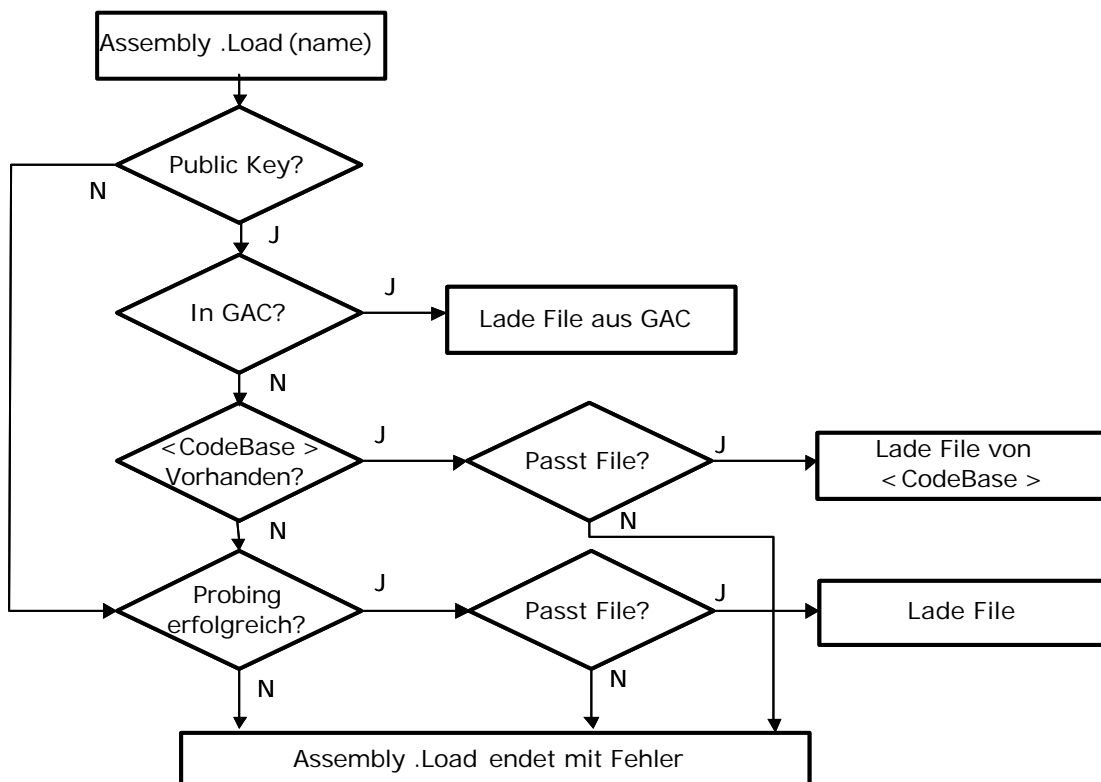 Assembly .Load (name)
Public Key?
N
J
In GAC?
J
Lade File aus GAC
N
< CodeBase >
Vorhanden?
J
Passt File?
J
Lade File von
< CodeBase >
N
N
Probing
erfolgreich?
J
Passt File?
J
Lade File
N
N
Assembly .Load endet mit Fehler